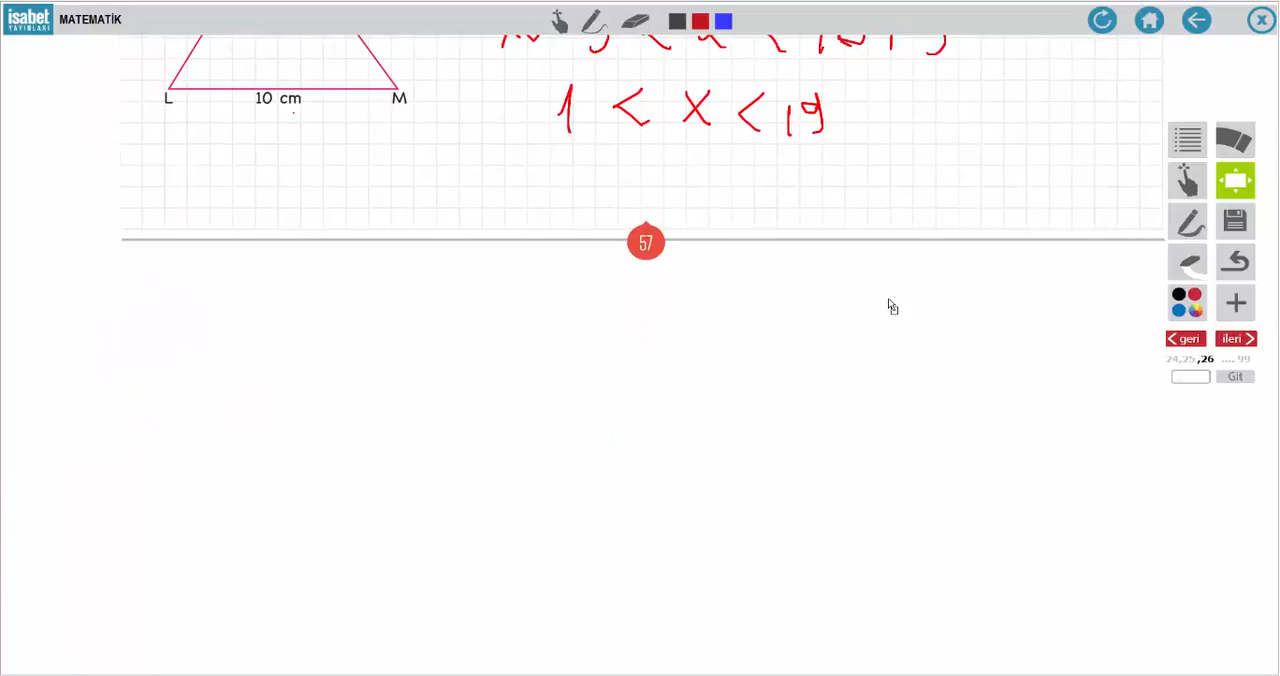 isabet
YAYINLARI
MATEMATİK
L 10 cm M
1 < x < 19
57
geri ileri
24,25,26 .... 99
Git